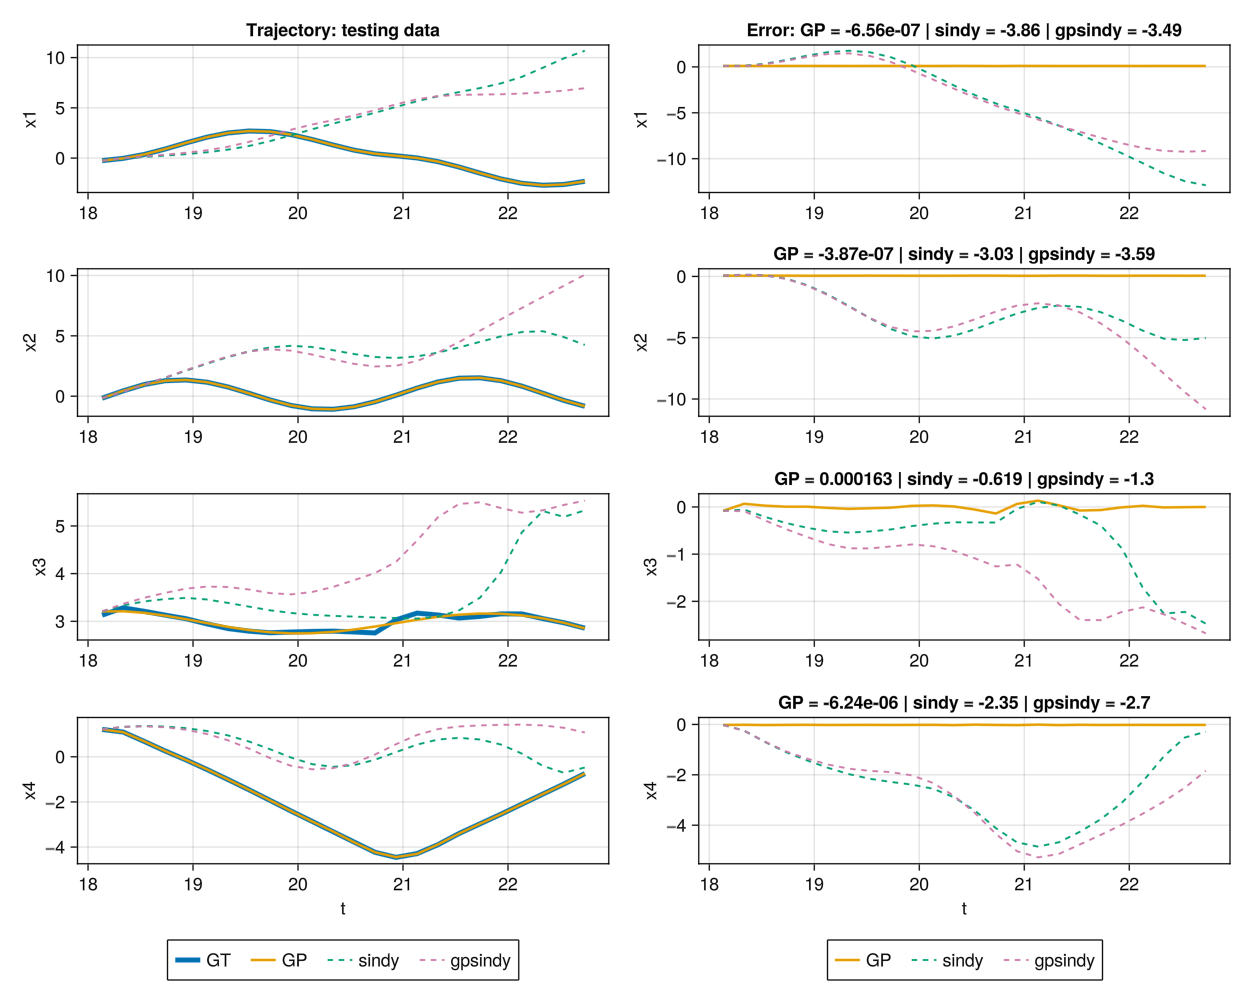 Trajectory: testing data
10
5
0
x1
18 19 20 21 22
Error: GP = -6.56e-07 | sindy = -3.86 | gpsindy = -3.49
0
−5
−10
x1
18 19 20 21 22
10
5
0
x2
18 19 20 21 22
GP = -3.87e-07 | sindy = -3.03 | gpsindy = -3.59
0
−5
−10
x2
18 19 20 21 22
5
4
3
x3
18 19 20 21 22
GP = 0.000163 | sindy = -0.619 | gpsindy = -1.3
0
−1
−2
x3
18 19 20 21 22
0
−2
−4
x4
18 19 20 21 22
t
GP = -6.24e-06 | sindy = -2.35 | gpsindy = -2.7
0
−2
−4
x4
18 19 20 21 22
t
GT GP sindy gpsindy
GP sindy gpsindy